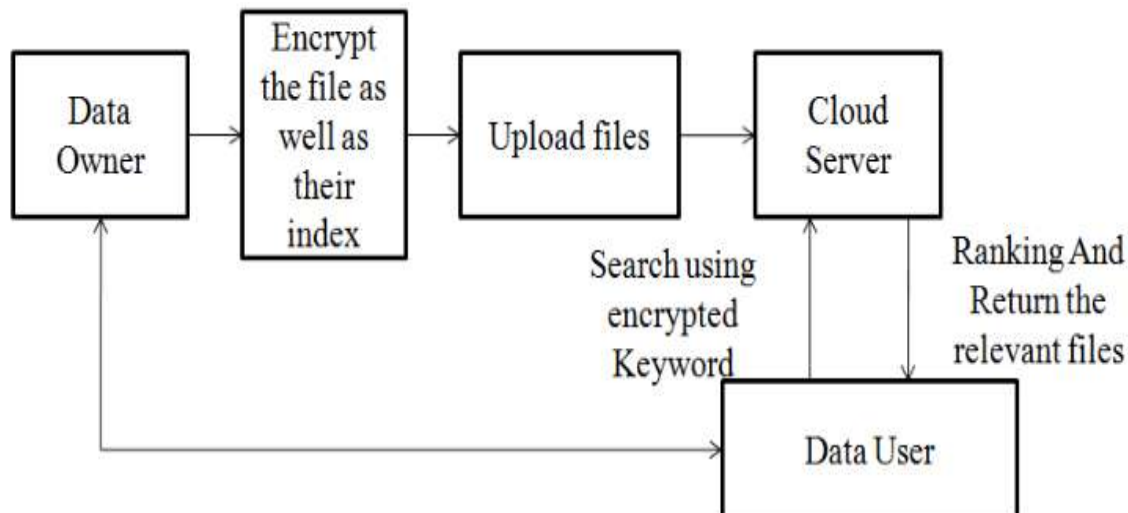 Data
Owner
Encrypt
the file as
well as
their
index
Upload files
Cloud
Server
Search using
encrypted
Keyword
Ranking And
Return the
relevant files
Data User